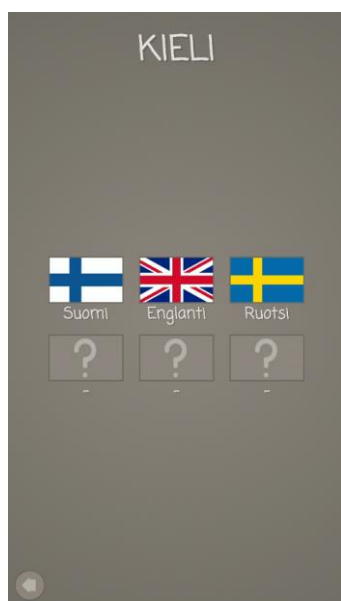 KIELI
Suomi Englanti Ruotsi
? ? ?
- - -